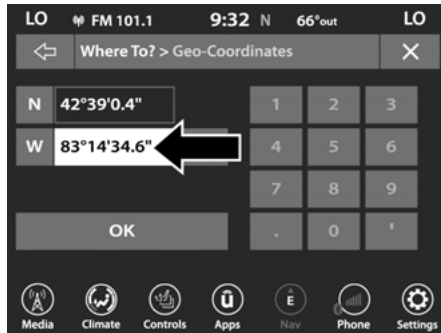 LO FM 101.1 9:32 N 66°out LO
Where To? > Geo-Coordinates X
N 42°39'0.4" 1 2 3
W 83°14'34.6" 4 5 6
7 8 9
OK . 0 '
ū E
Media Climate Controls Apps Nav Phone Settings